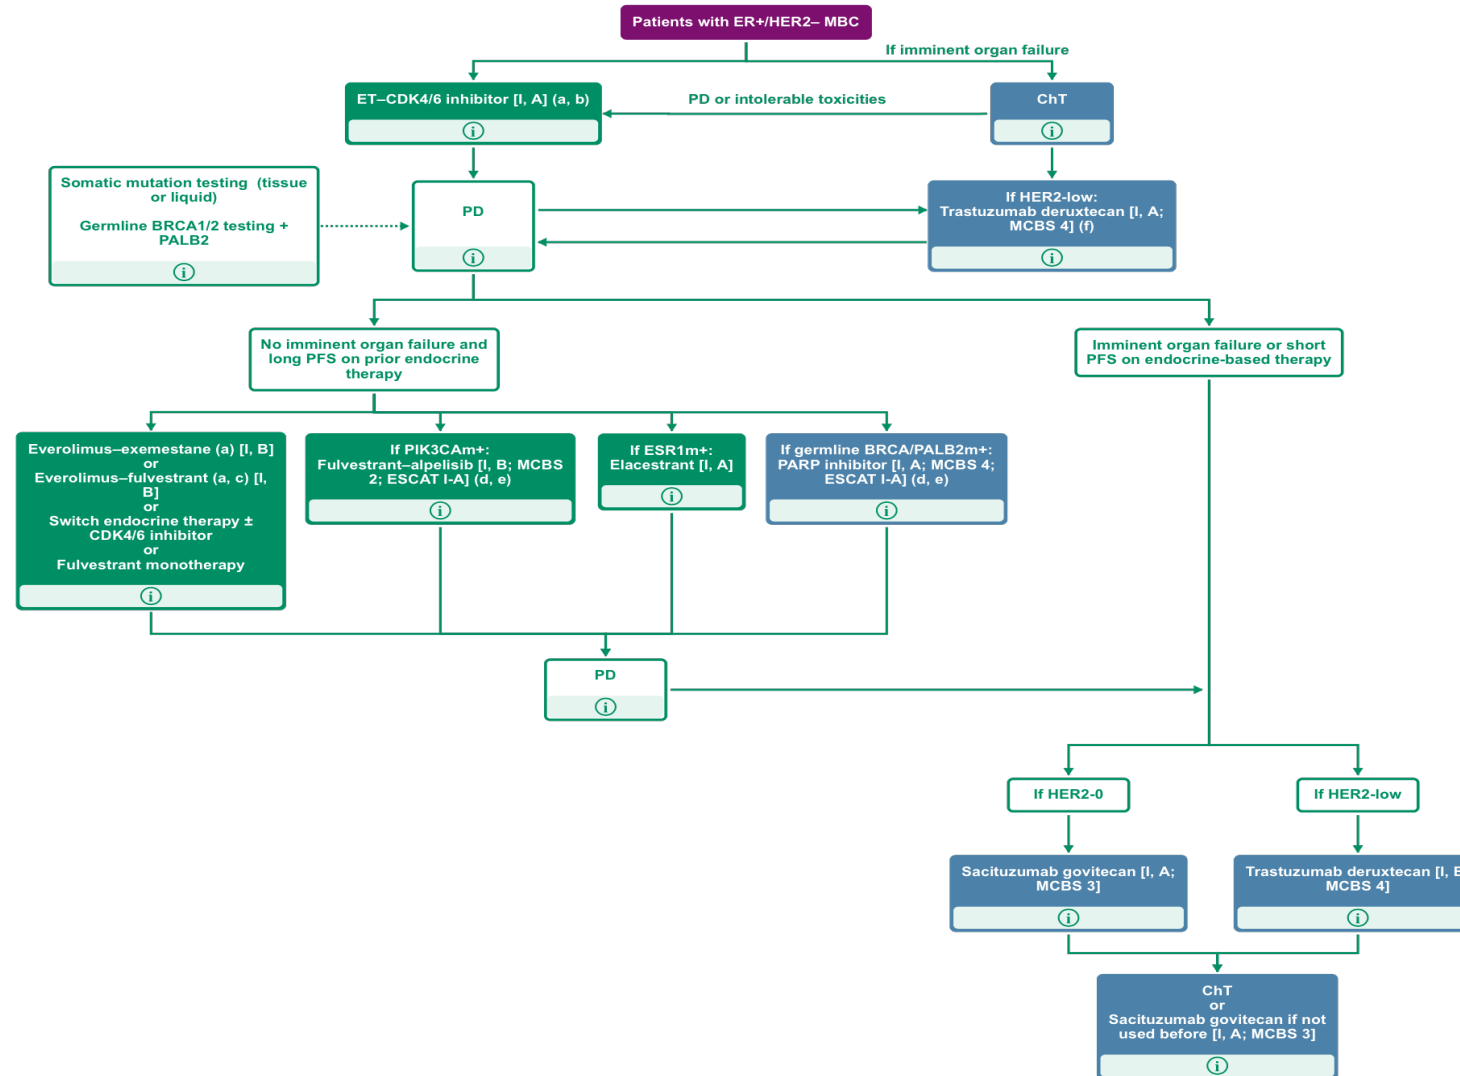 Patients with ER+/HER2– MBC
If imminent organ failure
ET–CDK4/6 inhibitor [I, A] (a, b)
i
PD or intolerable toxicities
ChT
i
Somatic mutation testing (tissue
or liquid)
Germline BRCA1/2 testing +
PALB2
i
PD
i
If HER2-low:
Trastuzumab deruxtecan [I, A;
MCBS 4] (f)
i
No imminent organ failure and
long PFS on prior endocrine
therapy
Imminent organ failure or short
PFS on endocrine-based therapy
Everolimus–exemestane (a) [I, B]
or
Everolimus–fulvestrant (a, c) [I,
B]
or
Switch endocrine therapy ±
CDK4/6 inhibitor
or
Fulvestrant monotherapy
i
If PIK3CAm+:
Fulvestrant–alpelisib [I, B; MCBS
2; ESCAT I-A] (d, e)
i
If ESR1m+:
Elacestrant [I, A]
i
If germline BRCA/PALB2m+:
PARP inhibitor [I, A; MCBS 4;
ESCAT I-A] (d, e)
i
PD
i
If HER2-0
If HER2-low
Sacituzumab govitecan [I, A;
MCBS 3]
i
Trastuzumab deruxtecan [I,
MCBS 4]
i
ChT
or
Sacituzumab govitecan if not
used before [I, A; MCBS 3]
i